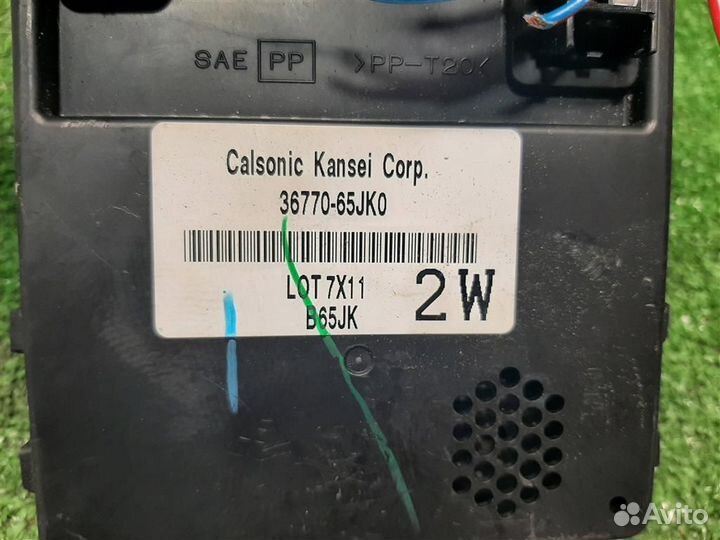 SAE PP >PP-T20<
Calsonic Kansei Corp.
36770-65JK0
LOT 7X11
B65JK
2W
Avito